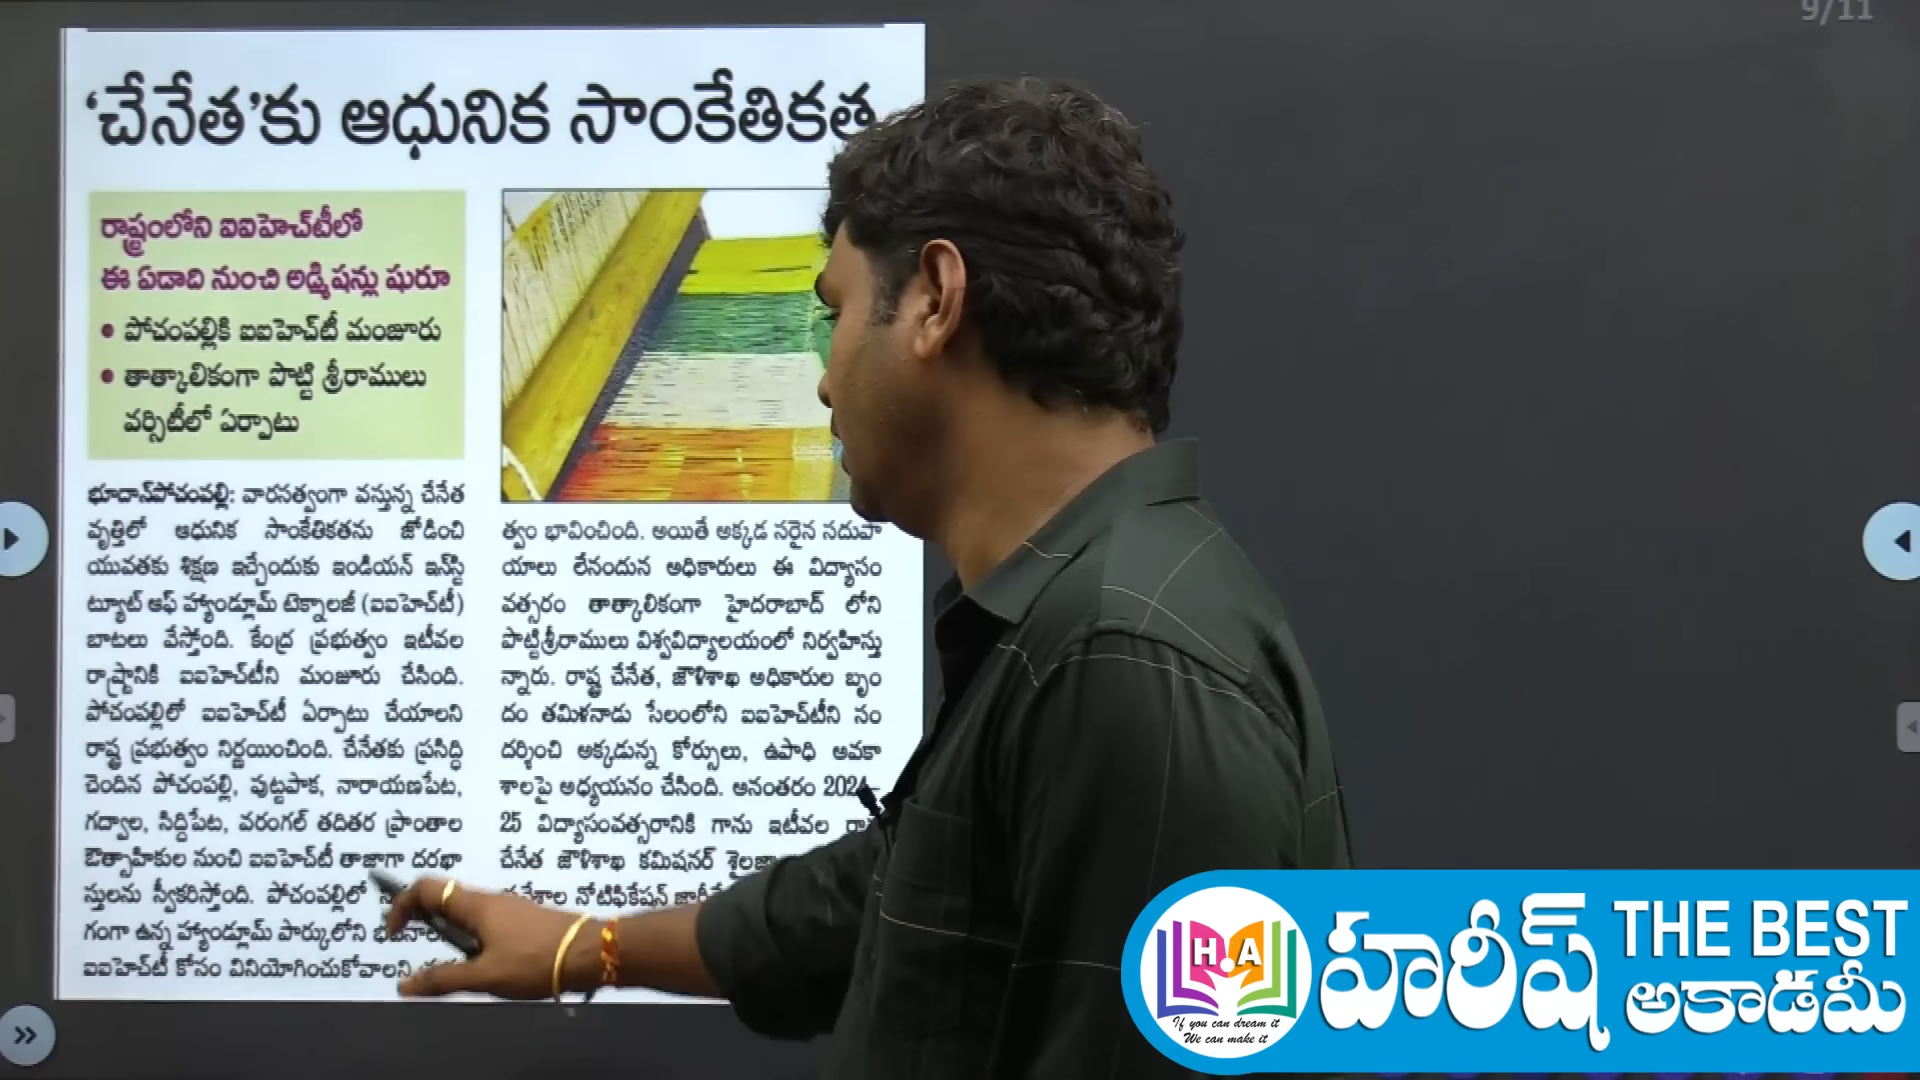 9/11
‘చేనేత’కు ఆధునిక సాంకేతికత
రాష్ట్రంలోని ఐఐహెచ్‌టీలో
ఈ ఏడాది నుంచి అడ్మిషన్లు షురూ
• పోచంపల్లికి ఐఐహెచ్‌టీ మంజూరు
• తాత్కాలికంగా పొట్టి శ్రీరాములు
వర్సిటీలో ఏర్పాటు
భూదాన్‌పోచంపల్లి: వారసత్వంగా వస్తున్న చేనేత
వృత్తిలో ఆధునిక సాంకేతికతను జోడించి
యువతకు శిక్షణ ఇచ్చేందుకు ఇండియన్ ఇన్‌స్టి
ట్యూట్ ఆఫ్ హ్యాండ్లూమ్ టెక్నాలజీ (ఐఐహెచ్‌టీ)
బాటలు వేస్తోంది. కేంద్ర ప్రభుత్వం ఇటీవల
రాష్ట్రానికి ఐఐహెచ్‌టీని మంజూరు చేసింది.
పోచంపల్లిలో ఐఐహెచ్‌టీ ఏర్పాటు చేయాలని
రాష్ట్ర ప్రభుత్వం నిర్ణయించింది. చేనేతకు ప్రసిద్ధి
చెందిన పోచంపల్లి, పుట్టపాక, నారాయణపేట,
గద్వాల, సిద్దిపేట, వరంగల్ తదితర ప్రాంతాల
ఔత్సాహికుల నుంచి ఐఐహెచ్‌టీ తాజాగా దరఖా
స్తులను స్వీకరిస్తోంది. పోచంపల్లిలో
గంగా ఉన్న హ్యాండ్లూమ్ పార్కులోని
ఐఐహెచ్‌టీ కోసం వినియోగించుకోవాలని
త్వం భావించింది. అయితే అక్కడ సరైన సదుపా
యాలు లేనందున అధికారులు ఈ విద్యాసం
వత్సరం తాత్కాలికంగా హైదరాబాద్ లోని
పొట్టిశ్రీరాములు విశ్వవిద్యాలయంలో నిర్వహిస్తు
న్నారు. రాష్ట్ర చేనేత, జౌళిశాఖ అధికారుల బృం
దం తమిళనాడు సేలంలోని ఐఐహెచ్‌టీని సం
దర్శించి అక్కడున్న కోర్సులు, ఉపాధి అవకా
శాలపై అధ్యయనం చేసింది. అనంతరం 2024–
25 విద్యాసంవత్సరానికి గాను ఇటీవల
చేనేత జౌళిశాఖ కమిషనర్
నోటిఫికేషన్
H.A
If you can dream it
We can make it
హరీష్
THE BEST
అకాడమీ